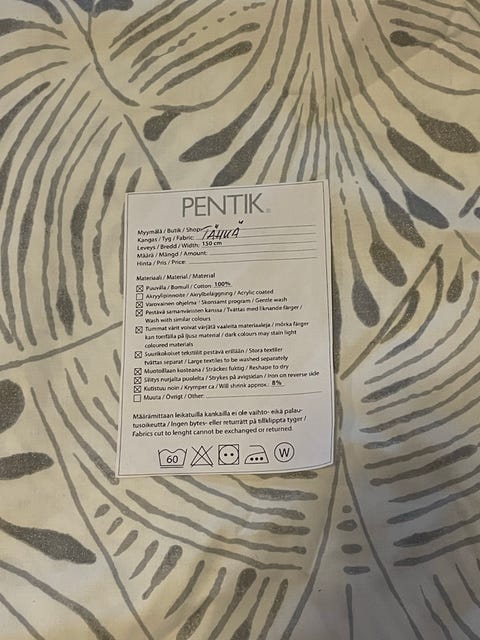 PENTIK®
Myymälä / Butik / Shop:
Kangas / Tyg / Fabric: TÄHKÄ
Leveys / Bredd / Width: 150 cm
Määrä / Mängd / Amount:
Hinta / Pris / Price:
Materiaali / Material / Material
☒ Puuvilla / Bomull / Cotton 100%
☐ Akryylipinnoite / Akrylbeläggning / Acrylic coated
☒ Varovainen ohjelma / Skonsamt program / Gentle wash
☒ Pestävä samanväristen kanssa / Tvättas med liknande färger /
Wash with similar colours
☒ Tummat värit voivat värjätä vaaleita materiaaleja / mörka färger
kan tomfälla på ljusa material / dark colours may stain light
coloured materials
☒ Suurikokoiset tekstiilit pestävä erillään / Stora textilier
tvättas separat / Large textiles to be washed separately
☒ Muotoillaan kosteana / Sträckes fuktig / Reshape to dry
☒ Silitys nurjalta puolelta / Strykes på avigsidan / Iron on reverse side
☒ Kutistuu noin / Krymper ca / Will shrink approx. 8%
☐ Muuta / Övrigt / Other:
Määrämittaan leikatuilla kankailla ei ole vaihto- eikä palau-
tusoikeutta / Ingen bytes- eller returrätt på tillklippta tyger /
Fabrics cut to lenght cannot be exchanged or returned.
60 W